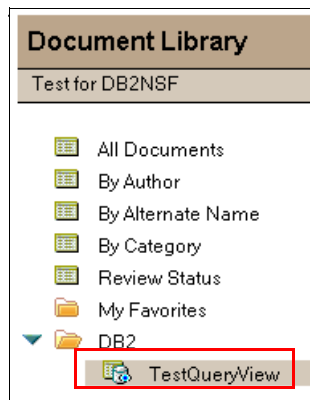 Document Library
Test for DB2NSF
All Documents
By Author
By Alternate Name
By Category
Review Status
My Favorites
DB2
TestQueryView